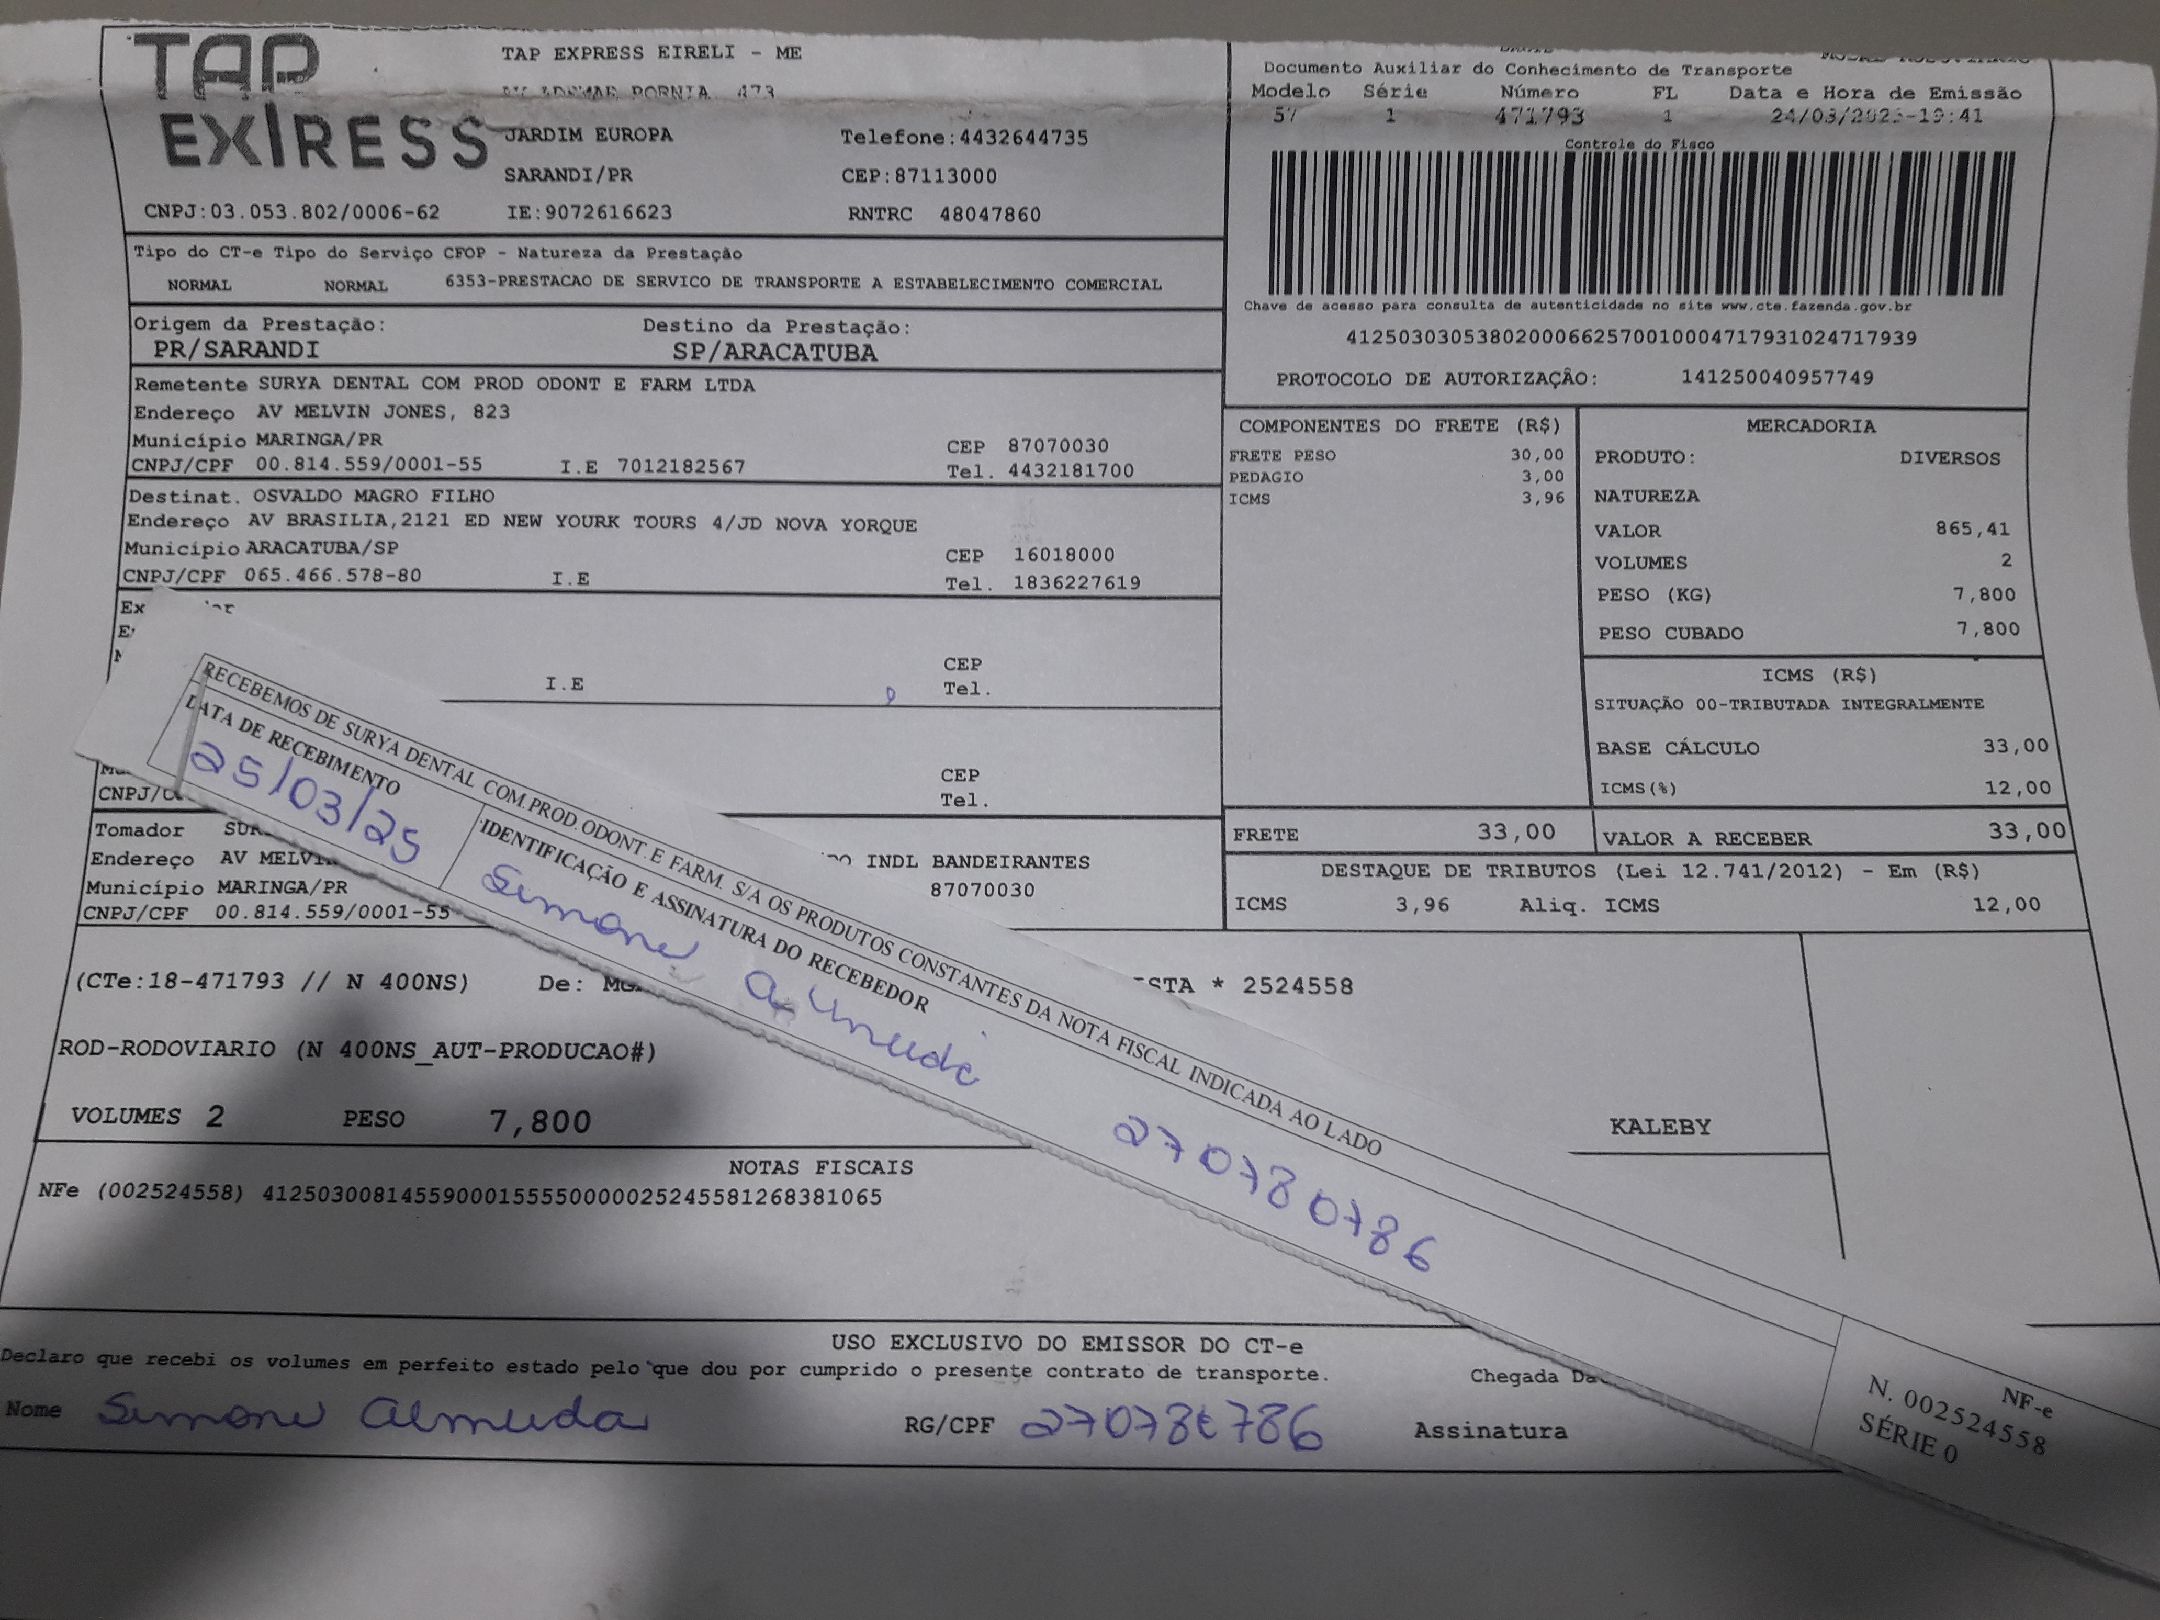 TAP
EXPRESS
TAP EXPRESS EIRELI - ME
473
JARDIM EUROPA Telefone:4432644735
SARANDI/PR CEP:87113000
CNPJ:03.053.802/0006-62 IE:9072616623 RNTRC 48047860
Documento Auxiliar do Conhecimento de Transporte
Modelo Série Número FL Data e Hora de Emissão
57 1 471793 1 24/03/2025-19:41
Controle do Fisco
Chave de acesso para consulta de autenticidade no site www.cte.fazenda.gov.br
41250303053802000662570010004717931024717939
PROTOCOLO DE AUTORIZAÇÃO: 141250040957749
Tipo do CT-e Tipo do Serviço CFOP - Natureza da Prestação
NORMAL NORMAL 6353-PRESTACAO DE SERVICO DE TRANSPORTE A ESTABELECIMENTO COMERCIAL
Origem da Prestação: Destino da Prestação:
PR/SARANDI SP/ARACATUBA
Remetente SURYA DENTAL COM PROD ODONT E FARM LTDA
Endereço AV MELVIN JONES, 823
Município MARINGA/PR CEP 87070030
CNPJ/CPF 00.814.559/0001-55 I.E 7012182567 Tel. 4432181700
Destinat. OSVALDO MAGRO FILHO
Endereço AV BRASILIA,2121 ED NEW YOURK TOURS 4/JD NOVA YORQUE
Município ARACATUBA/SP CEP 16018000
CNPJ/CPF 065.466.578-80 I.E Tel. 1836227619
CEP
I.E Tel.
CEP
CNPJ/C Tel.
Tomador SUR
Endereço AV MELVI INDL BANDEIRANTES
Município MARINGA/PR 87070030
CNPJ/CPF 00.814.559/0001-55
COMPONENTES DO FRETE (R$)
FRETE PESO 30,00
PEDAGIO 3,00
ICMS 3,96
MERCADORIA
PRODUTO: DIVERSOS
NATUREZA
VALOR 865,41
VOLUMES 2
PESO (KG) 7,800
PESO CUBADO 7,800
ICMS (R$)
SITUAÇÃO 00-TRIBUTADA INTEGRALMENTE
BASE CÁLCULO 33,00
ICMS(%) 12,00
FRETE 33,00 VALOR A RECEBER 33,00
DESTAQUE DE TRIBUTOS (Lei 12.741/2012) - Em (R$)
ICMS 3,96 Aliq. ICMS 12,00
(CTe:18-471793 // N 400NS) De: STA * 2524558
ROD-RODOVIARIO (N 400NS_AUT-PRODUCAO#)
VOLUMES 2 PESO 7,800 KALEBY
NOTAS FISCAIS
NFe (002524558) 41250300814559000155550000025245581268381065
RECEBEMOS DE SURYA DENTAL COM.PROD.ODONT.E FARM. S/A OS PRODUTOS CONSTANTES DA NOTA FISCAL INDICADA AO LADO
DATA DE RECEBIMENTO IDENTIFICAÇÃO E ASSINATURA DO RECEBEDOR
25/03/25 Simone 270780786
NF-e
N. 002524558
SÉRIE 0
USO EXCLUSIVO DO EMISSOR DO CT-e
Declaro que recebi os volumes em perfeito estado pelo que dou por cumprido o presente contrato de transporte. Chegada
Nome Simone Almeida RG/CPF 270780786 Assinatura